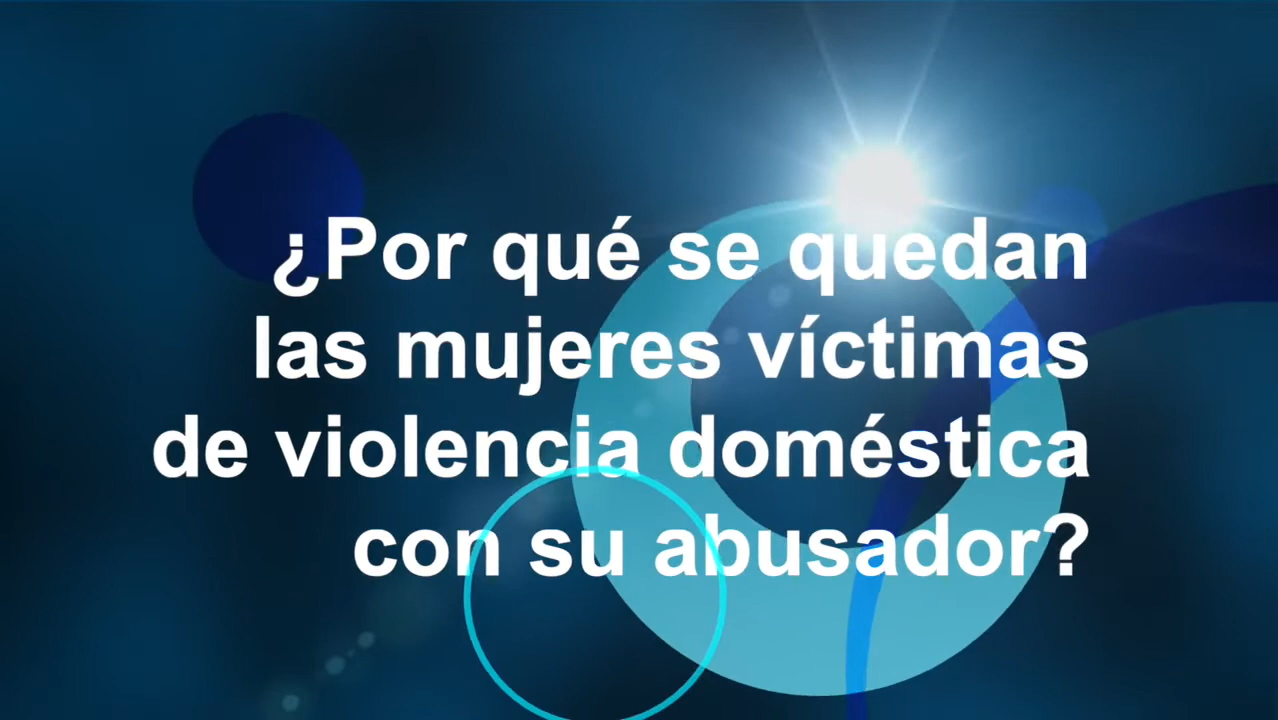 ¿Por qué se quedan
las mujeres víctimas
de violencia doméstica
con su abusador?